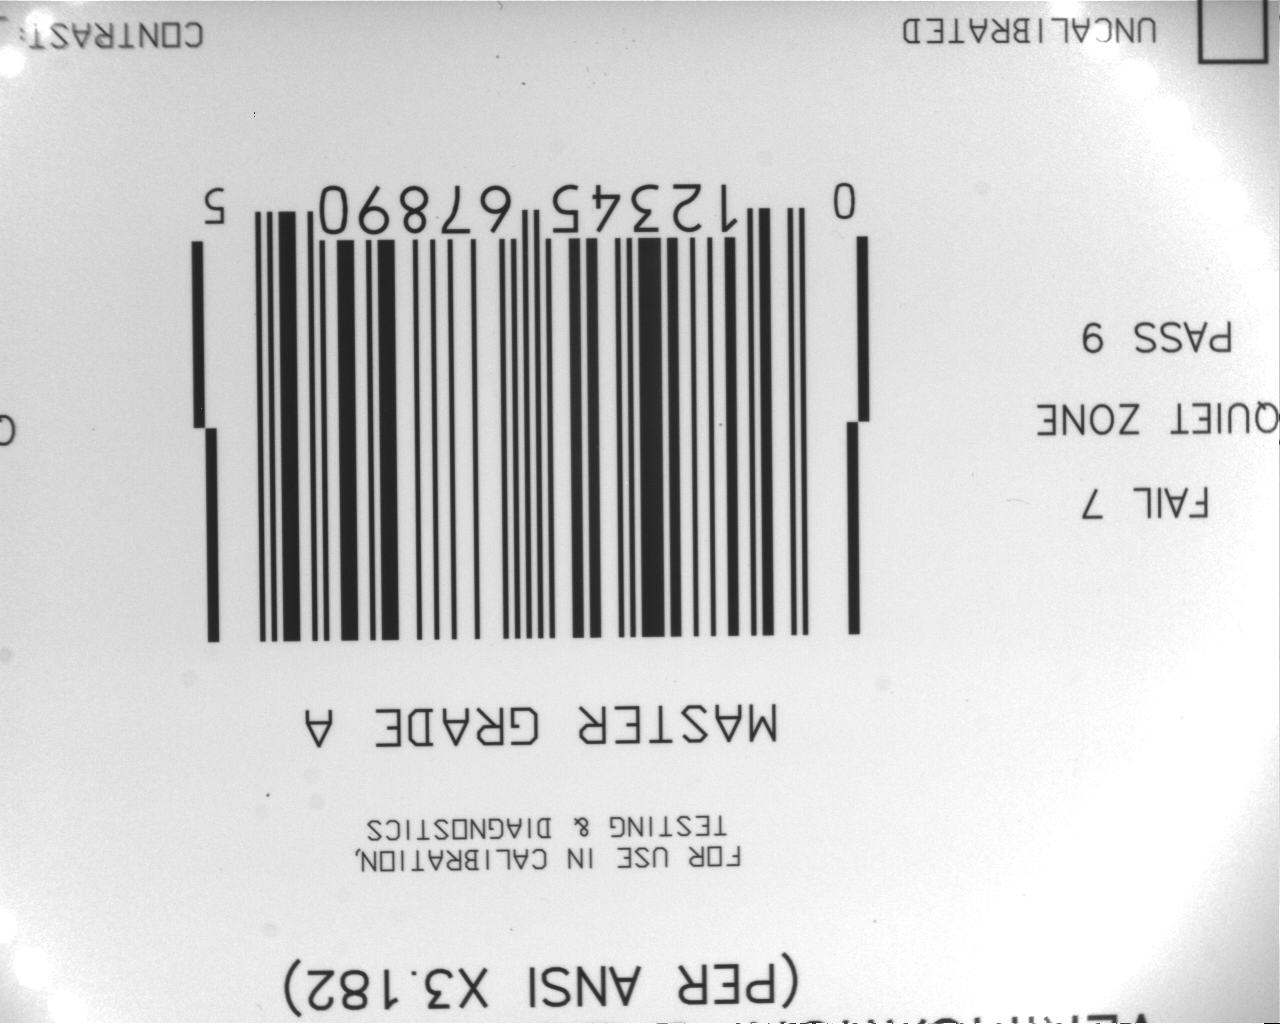 (PER ANSI X3.182)
FOR USE IN CALIBRATION,
TESTING & DIAGNOSTICS
MASTER GRADE A
FAIL 7
QUIET ZONE
PASS 9
0 12345 67890 5
UNCALIBRATED
CONTRAST: